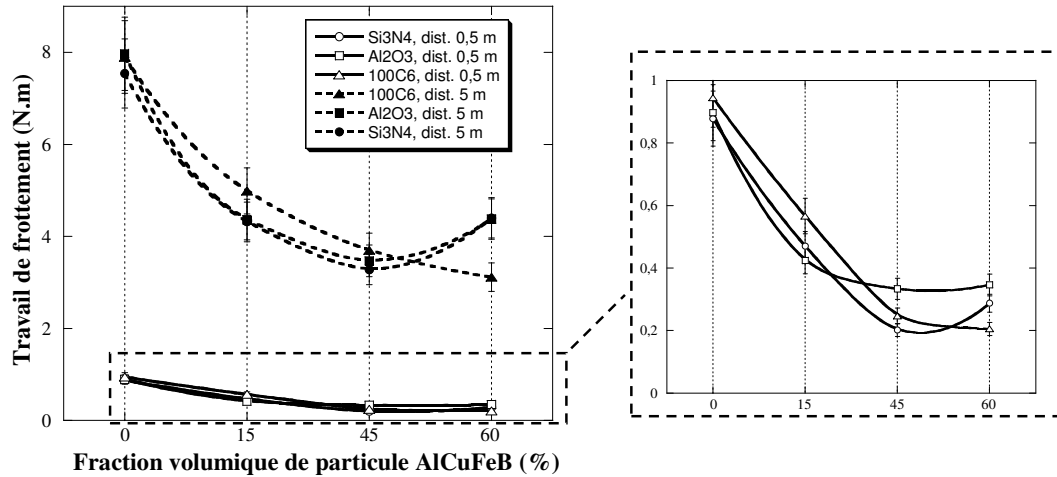 Travail de frottement (N.m)
8
6
4
2
0
Si3N4, dist. 0,5 m
Al2O3, dist. 0,5 m
100C6, dist. 0,5 m
100C6, dist. 5 m
Al2O3, dist. 5 m
Si3N4, dist. 5 m
0 15 45 60
Fraction volumique de particule AlCuFeB (%)
1
0,8
0,6
0,4
0,2
0
0 15 45 60